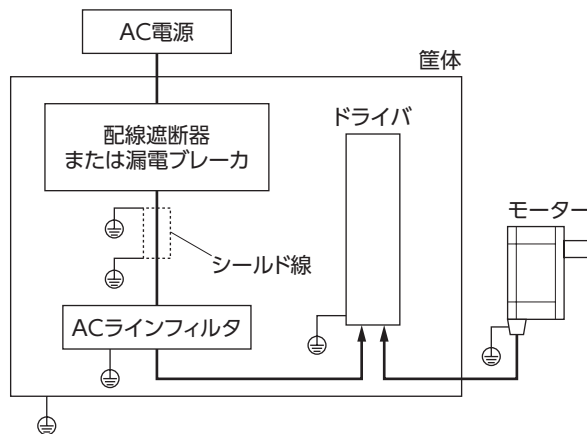 AC電源
筐体
配線遮断器
または漏電ブレーカ
ドライバ
モーター
シールド線
ACラインフィルタ